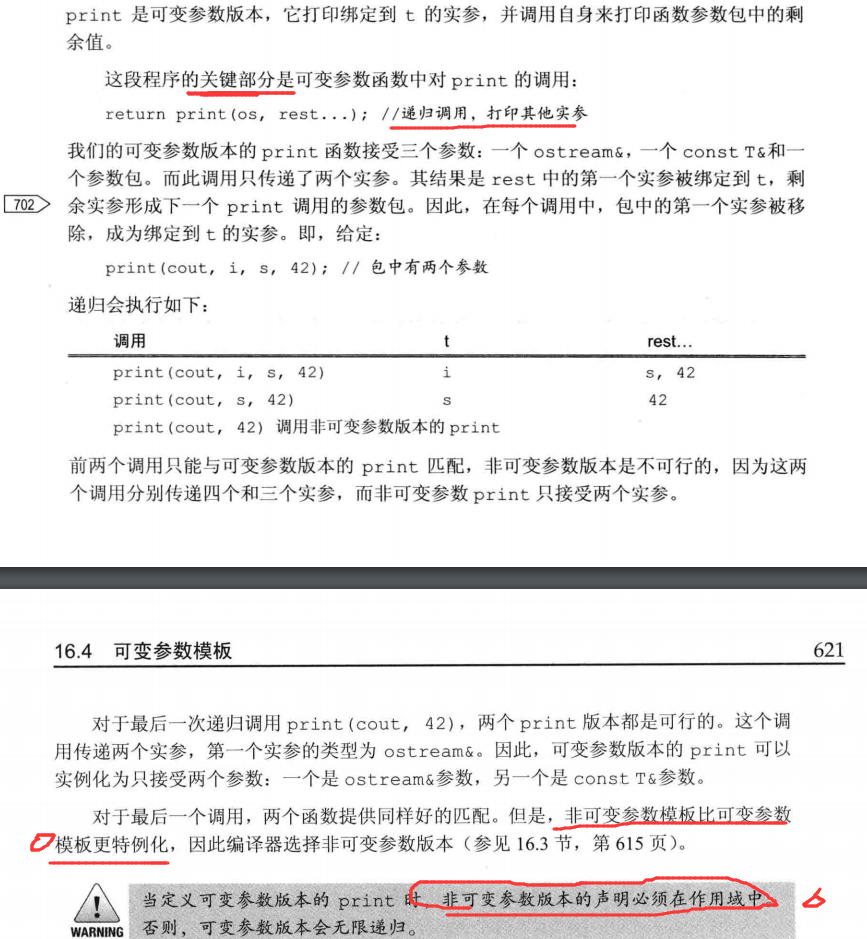 print 是可变参数版本，它打印绑定到 t 的实参，并调用自身来打印函数参数包中的剩
余值。
这段程序的关键部分是可变参数函数中对 print 的调用：
return print(os, rest...); //递归调用，打印其他实参
我们的可变参数版本的 print 函数接受三个参数：一个 ostream&，一个 const T&和一
个参数包。而此调用只传递了两个实参。其结果是 rest 中的第一个实参被绑定到 t，剩
702 余实参形成下一个 print 调用的参数包。因此，在每个调用中，包中的第一个实参被移
除，成为绑定到 t 的实参。即，给定：
print(cout, i, s, 42); // 包中有两个参数
递归会执行如下：
调用 t rest...
print(cout, i, s, 42) i s, 42
print(cout, s, 42) s 42
print(cout, 42) 调用非可变参数版本的 print
前两个调用只能与可变参数版本的 print 匹配，非可变参数版本是不可行的，因为这两
个调用分别传递四个和三个实参，而非可变参数 print 只接受两个实参。
16.4 可变参数模板 621
对于最后一次递归调用 print(cout, 42)，两个 print 版本都是可行的。这个调
用传递两个实参，第一个实参的类型为 ostream&。因此，可变参数版本的 print 可以
实例化为只接受两个参数：一个是 ostream&参数，另一个是 const T&参数。
对于最后一个调用，两个函数提供同样好的匹配。但是，非可变参数模板比可变参数
模板更特例化，因此编译器选择非可变参数版本（参见 16.3 节，第 615 页）。
当定义可变参数版本的 print 时，非可变参数版本的声明必须在作用域中。
WARNING 否则，可变参数版本会无限递归。